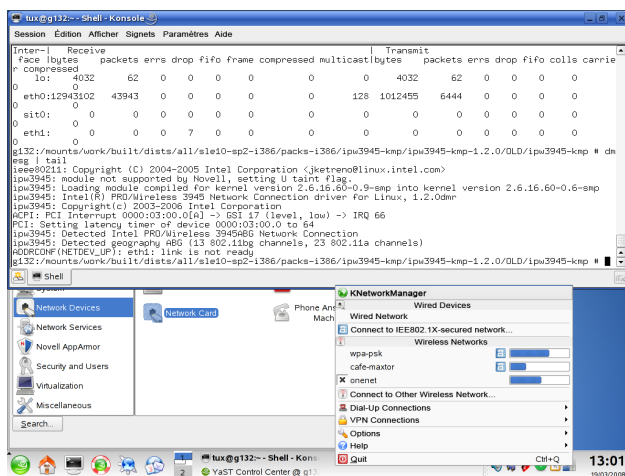 tux@g132:~ - Shell - Konsole
Session Édition Afficher Signets Paramètres Aide
Inter-| Receive | Transmit
face |bytes packets errs drop fifo frame compressed multicast|bytes packets errs drop fifo colls carrie
r compressed
lo: 4032 62 0 0 0 0 0 0 4032 62 0 0 0 0
0 0
eth0:12943102 43943 0 0 0 0 0 128 1012455 6444 0 0 0 0
0 0
sit0: 0 0 0 0 0 0 0 0 0 0 0 0 0 0
0 0
eth1: 0 0 0 7 0 0 0 0 0 0 0 0 0 0
0 0
g132:/mounts/work/built/dists/all/sle10-sp2-i386/packs-i386/ipw3945-kmp/ipw3945-kmp-1.2.0/OLD/ipw3945-kmp # dm
esg | tail
ieee80211: Copyright (C) 2004-2005 Intel Corporation <jketreno@linux.intel.com>
ipw3945: module not supported by Novell, setting U taint flag.
ipw3945: Loading module compiled for kernel version 2.6.16.60-0.9-smp into kernel version 2.6.16.60-0.6-smp
ipw3945: Intel(R) PRO/Wireless 3945 Network Connection driver for Linux, 1.2.0dmr
ipw3945: Copyright(c) 2003-2006 Intel Corporation
ACPI: PCI Interrupt 0000:03:00.0[A] -> GSI 17 (level, low) -> IRQ 66
PCI: Setting latency timer of device 0000:03:00.0 to 64
ipw3945: Detected Intel PRO/Wireless 3945ABG Network Connection
ipw3945: Detected geography ABG (13 802.11bg channels, 23 802.11a channels)
ADDRCONF(NETDEV_UP): eth1: link is not ready
g132:/mounts/work/built/dists/all/sle10-sp2-i386/packs-i386/ipw3945-kmp/ipw3945-kmp-1.2.0/OLD/ipw3945-kmp #
Shell
System
Network Devices
Network Services
Novell AppArmor
Security and Users
Virtualization
Miscellaneous
Search...
Network Card
Phone Ans
Mach
KNetworkManager
Wired Devices
Wired Network
Connect to IEE802.1X-secured network...
Wireless Networks
wpa-psk
cafe-maxtor
onenet
Connect to Other Wireless Network...
Dial-Up Connections
VPN Connections
Options
Help
Quit Ctrl+Q
2
tux@g132:~ - Shell - Kons
YaST Control Center @ g13
13:01
19/03/2008